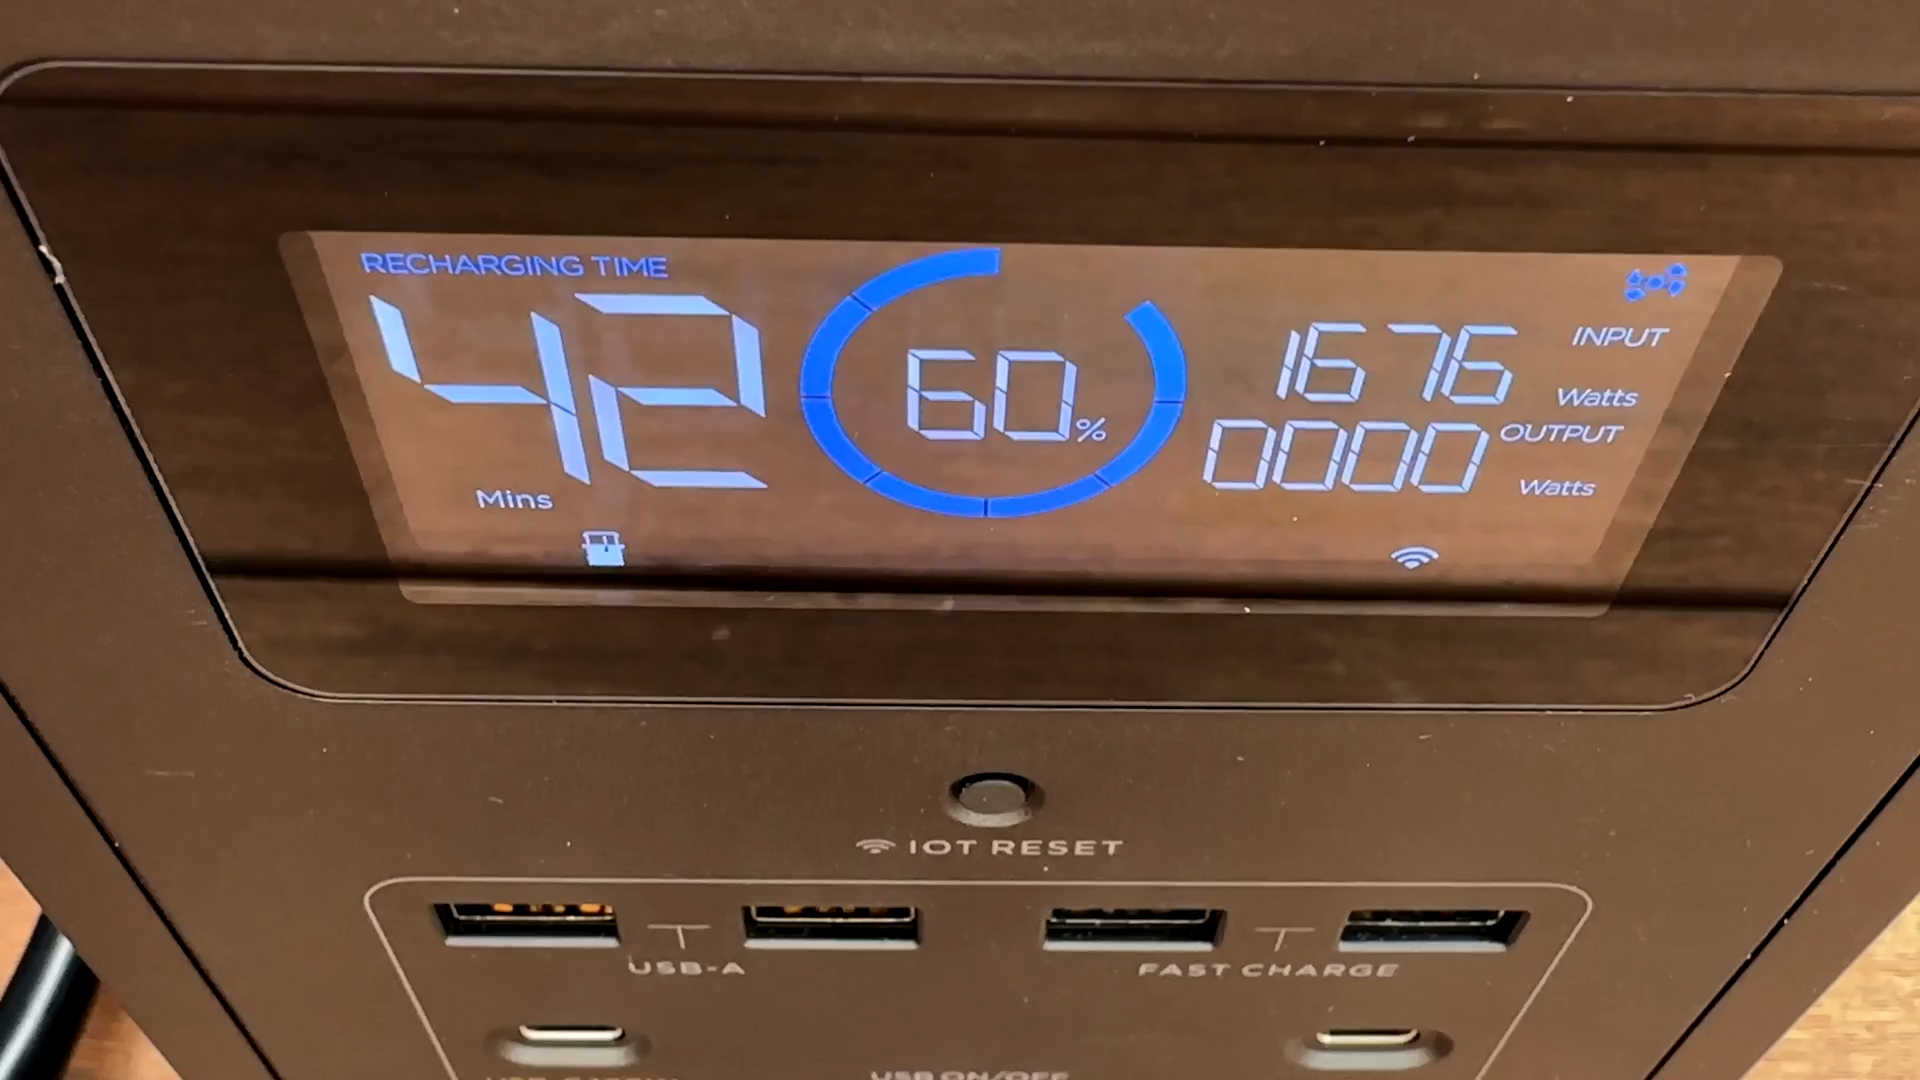 RECHARGING TIME
42
Mins
60%
1676 INPUT
Watts
0000 OUTPUT
Watts
IOT RESET
USB-A
FAST CHARGE
USB ON/OFF